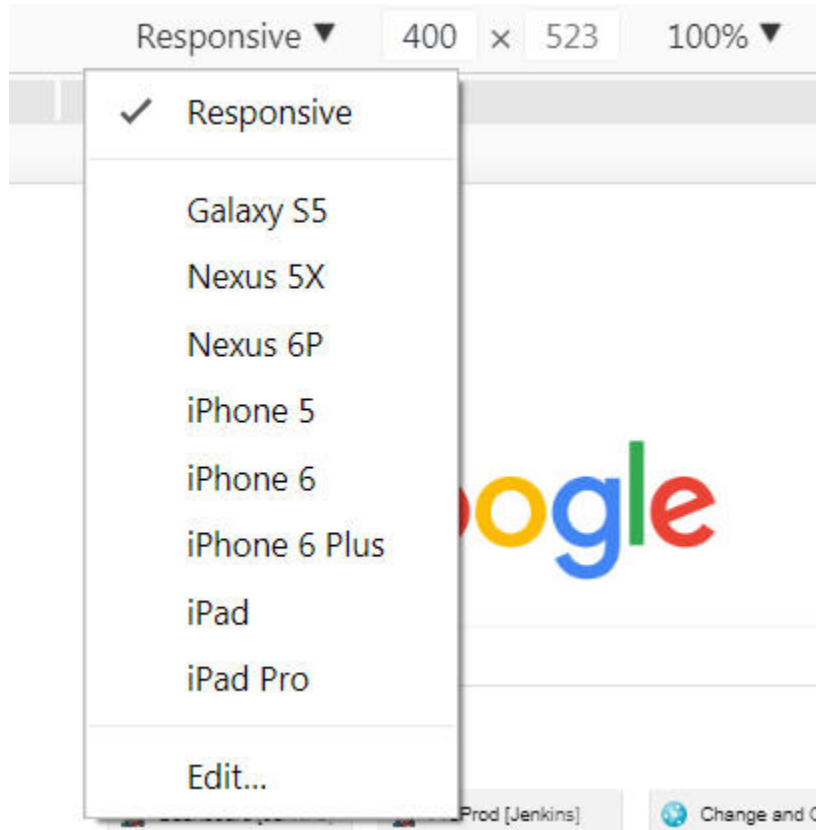 Responsive ▼ 400 × 523 100% ▼
Responsive
Galaxy S5
Nexus 5X
Nexus 6P
iPhone 5
iPhone 6
iPhone 6 Plus
iPad
iPad Pro
Edit...
ogle
Prod [Jenkins] Change and